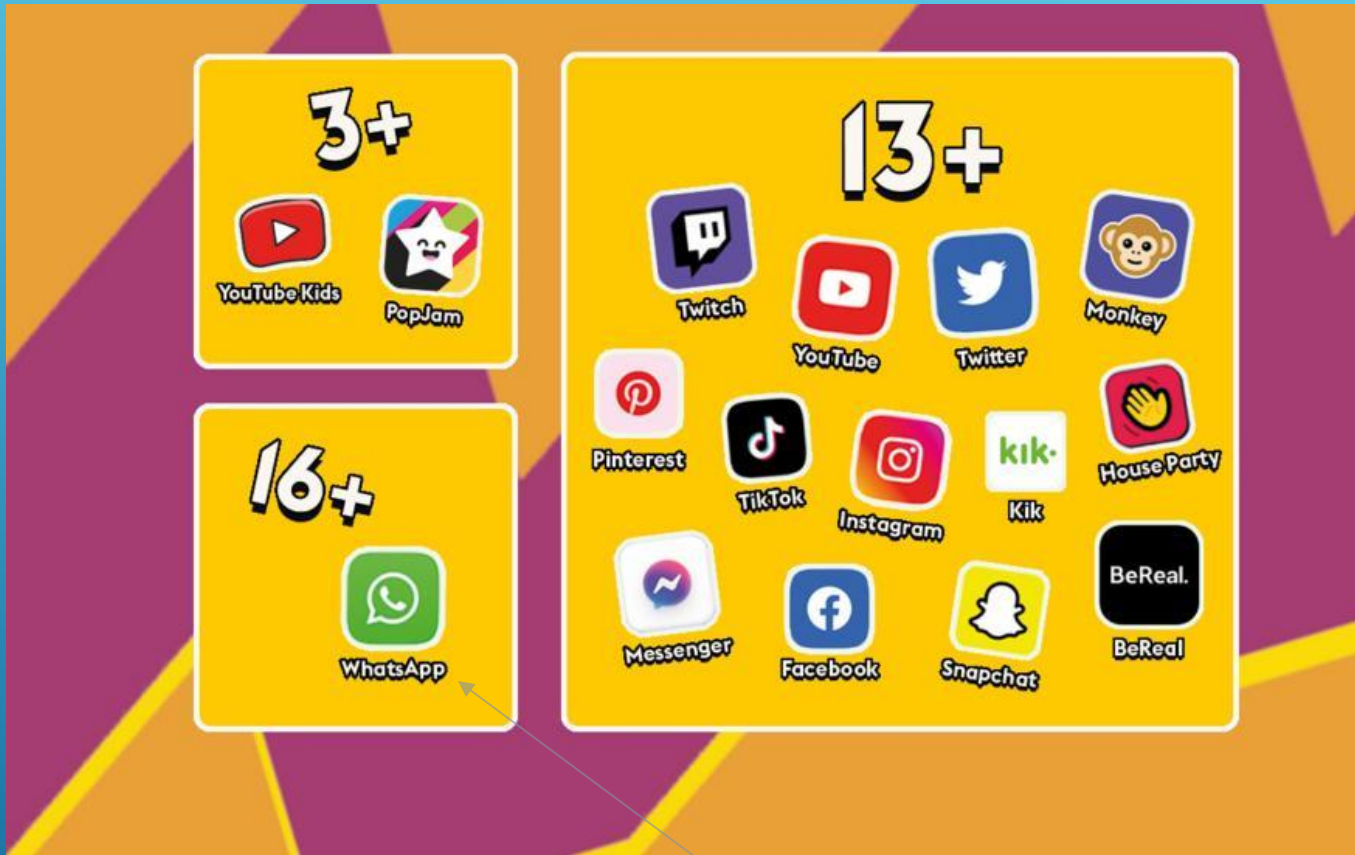 3+
YouTube Kids
PopJam
16+
WhatsApp
13+
Twitch
YouTube
Twitter
Monkey
Pinterest
TikTok
Instagram
kik.
Kik
House Party
Messenger
Facebook
Snapchat
BeReal.
BeReal